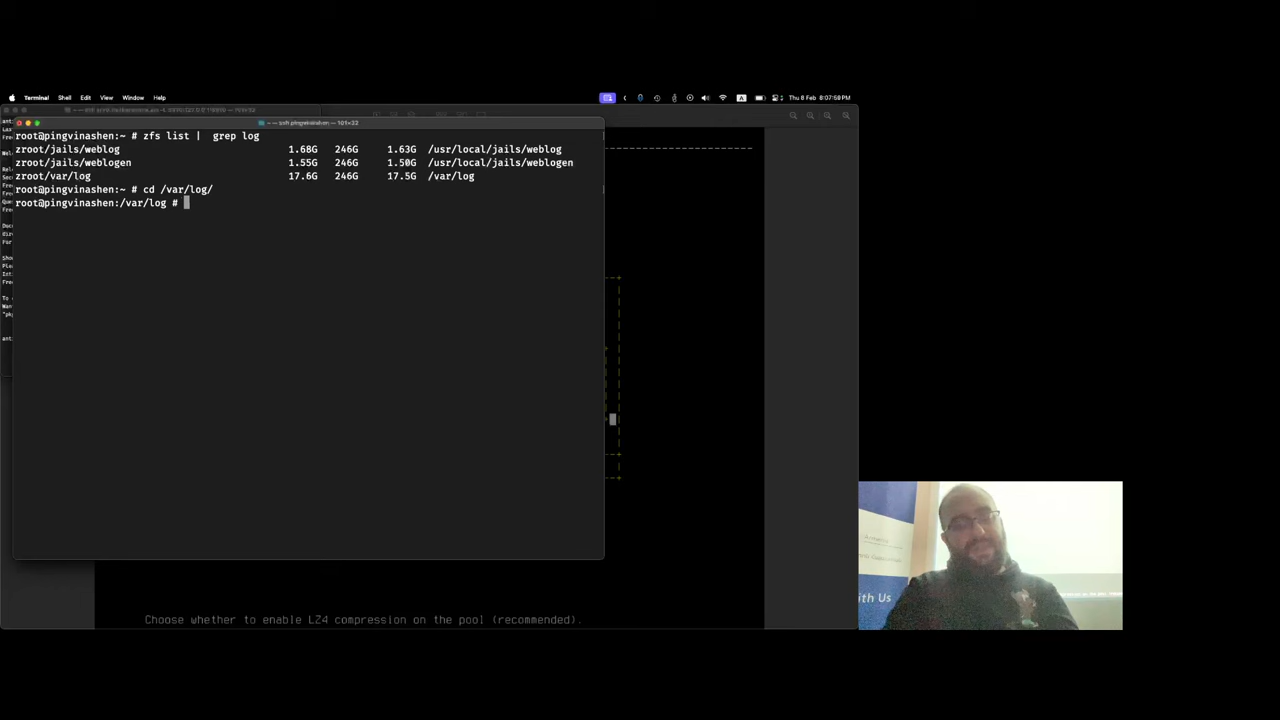 Terminal Shell Edit View Window Help
A
Thu 8 Feb 8:07:58 PM
root@pingvinashen:~ # zfs list | grep log
zroot/jails/weblog 1.68G 246G 1.63G /usr/local/jails/weblog
zroot/jails/weblogen 1.55G 246G 1.50G /usr/local/jails/weblogen
zroot/var/log 17.6G 246G 17.5G /var/log
root@pingvinashen:~ # cd /var/log/
root@pingvinashen:/var/log #
Choose whether to enable LZ4 compression on the pool (recommended).
ith Us